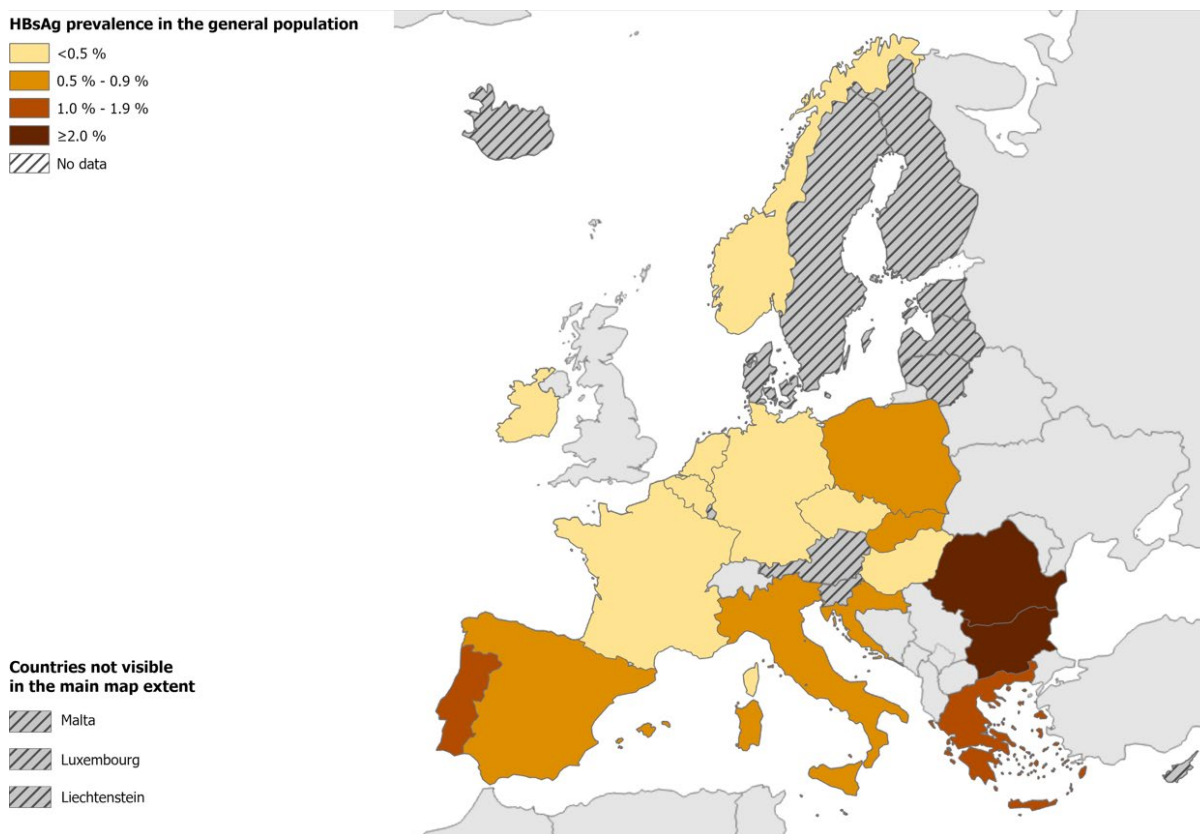 HBsAg prevalence in the general population
<0.5 %
0.5 % - 0.9 %
1.0 % - 1.9 %
≥2.0 %
No data
Countries not visible
in the main map extent
Malta
Luxembourg
Liechtenstein